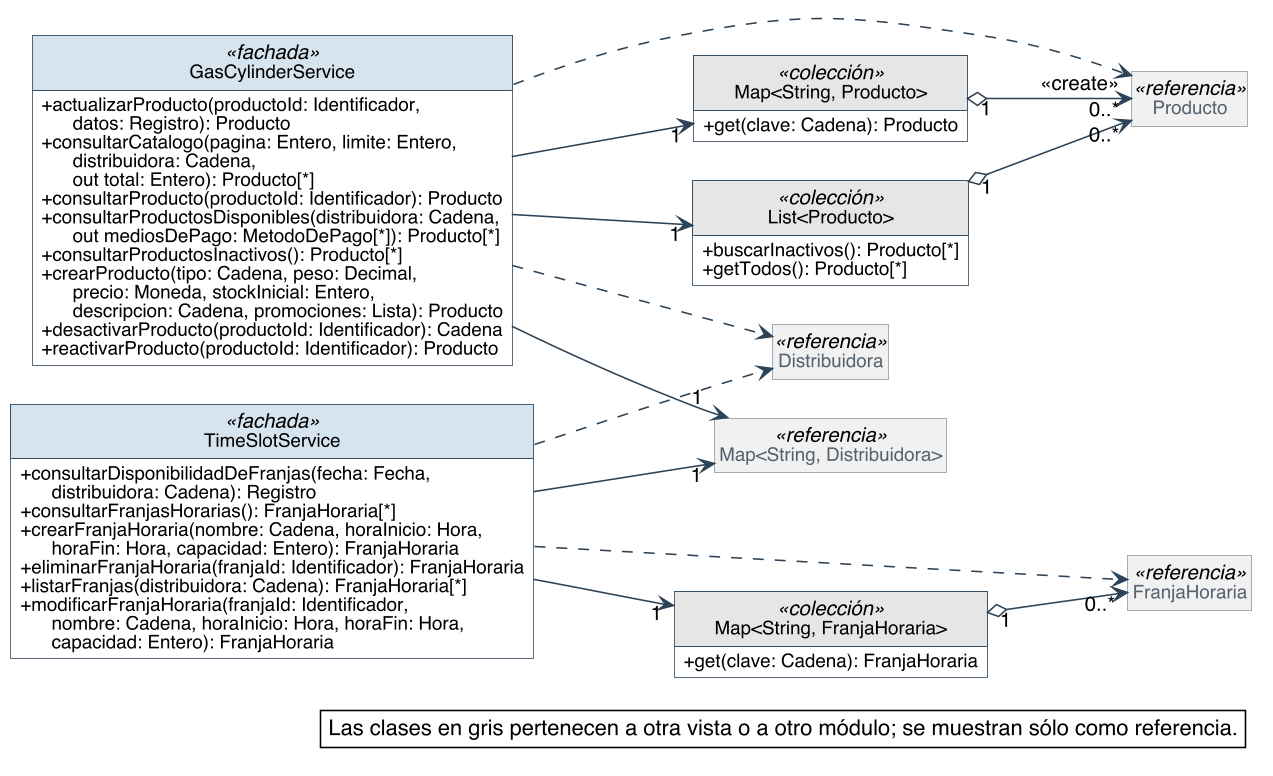 «fachada»
GasCylinderService
+actualizarProducto(productoId: Identificador,
datos: Registro): Producto
+consultarCatalogo(pagina: Entero, limite: Entero,
distribuidora: Cadena,
out total: Entero): Producto[*]
+consultarProducto(productoId: Identificador): Producto
+consultarProductosDisponibles(distribuidora: Cadena,
out mediosDePago: MetodoDePago[*]): Producto[*]
+consultarProductosInactivos(): Producto[*]
+crearProducto(tipo: Cadena, peso: Decimal,
precio: Moneda, stockInicial: Entero,
descripcion: Cadena, promociones: Lista): Producto
+desactivarProducto(productoId: Identificador): Cadena
+reactivarProducto(productoId: Identificador): Producto
«colección»
Map<String, Producto>
+get(clave: Cadena): Producto
1
1
«create»
0..*
«referencia»
Producto
«colección»
List<Producto>
+buscarInactivos(): Producto[*]
+getTodos(): Producto[*]
1
1
0..*
«referencia»
Distribuidora
1
«referencia»
Map<String, Distribuidora>
1
«fachada»
TimeSlotService
+consultarDisponibilidadDeFranjas(fecha: Fecha,
distribuidora: Cadena): Registro
+consultarFranjasHorarias(): FranjaHoraria[*]
+crearFranjaHoraria(nombre: Cadena, horaInicio: Hora,
horaFin: Hora, capacidad: Entero): FranjaHoraria
+eliminarFranjaHoraria(franjaId: Identificador): FranjaHoraria
+listarFranjas(distribuidora: Cadena): FranjaHoraria[*]
+modificarFranjaHoraria(franjaId: Identificador,
nombre: Cadena, horaInicio: Hora, horaFin: Hora,
capacidad: Entero): FranjaHoraria
1
«colección»
Map<String, FranjaHoraria>
+get(clave: Cadena): FranjaHoraria
1
0..*
«referencia»
FranjaHoraria
Las clases en gris pertenecen a otra vista o a otro módulo; se muestran sólo como referencia.